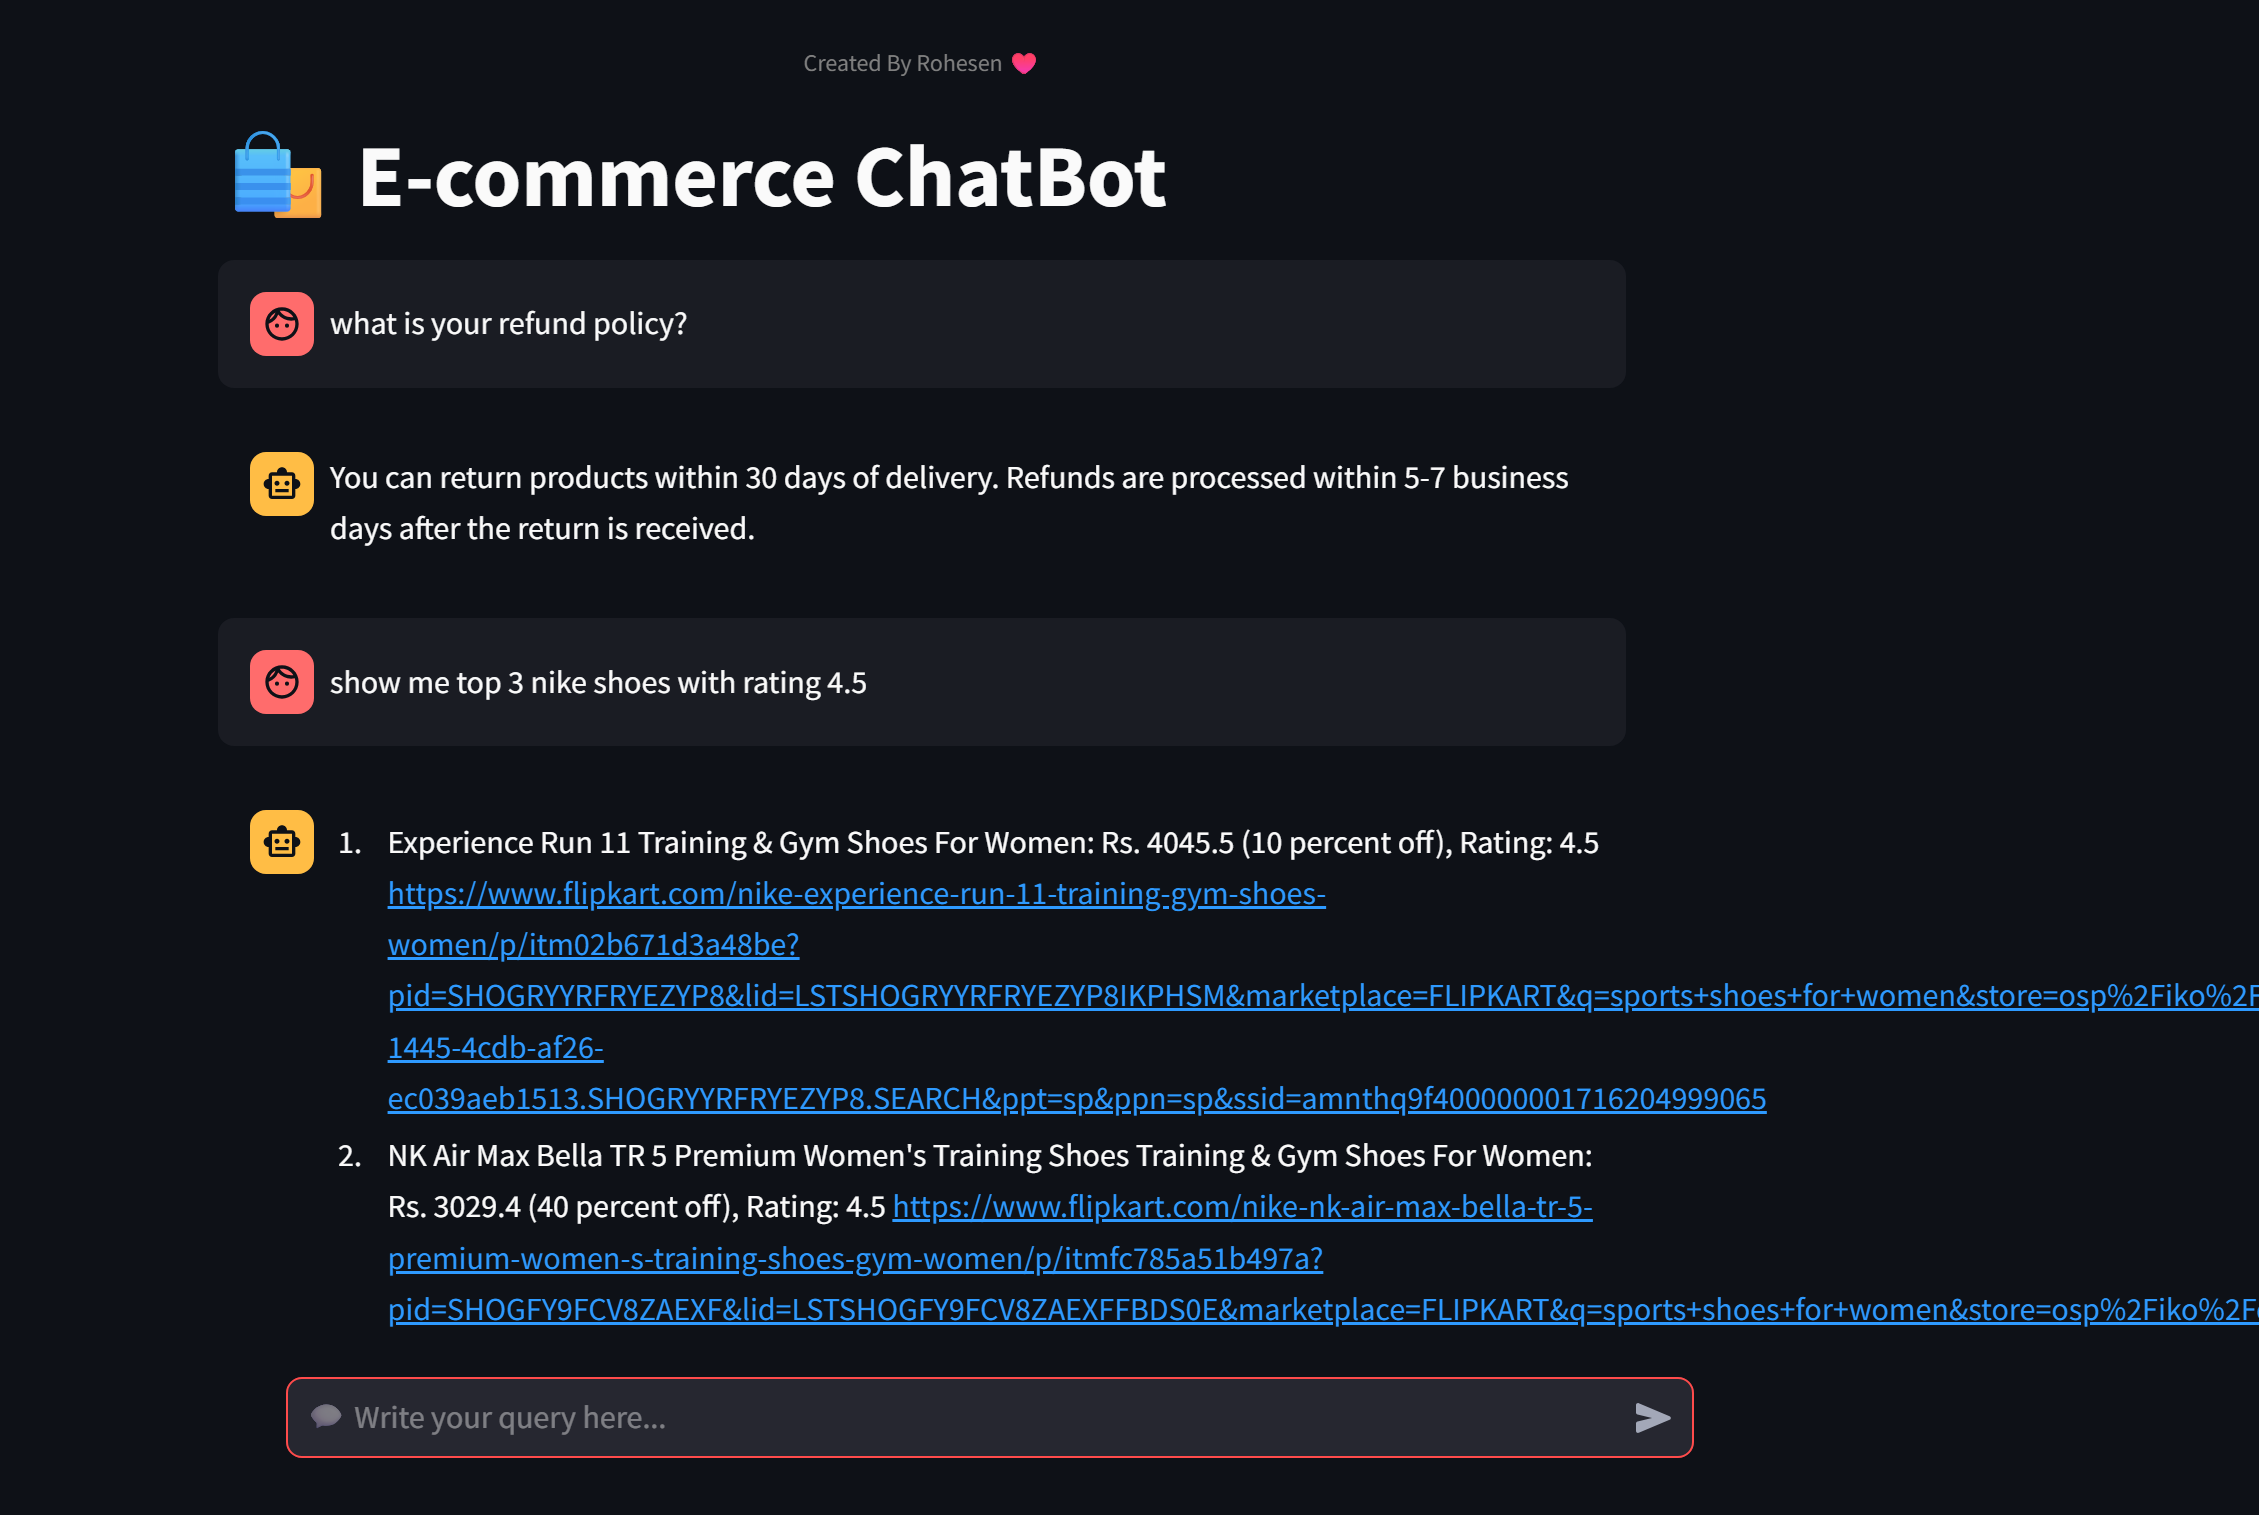 Created By Rohesen
E-commerce ChatBot
what is your refund policy?
You can return products within 30 days of delivery. Refunds are processed within 5-7 business
days after the return is received.
show me top 3 nike shoes with rating 4.5
1. Experience Run 11 Training & Gym Shoes For Women: Rs. 4045.5 (10 percent off), Rating: 4.5
https://www.flipkart.com/nike-experience-run-11-training-gym-shoes-
women/p/itm02b671d3a48be?
pid=SHOGRYYRFRYEZYP8&lid=LSTSHOGRYYRFRYEZYP8IKPHSM&marketplace=FLIPKART&q=sports+shoes+for+women&store=osp%2Fiko%2F
1445-4cdb-af26-
ec039aeb1513.SHOGRYYRFRYEZYP8.SEARCH&ppt=sp&ppn=sp&ssid=amnthq9f400000001716204999065
2. NK Air Max Bella TR 5 Premium Women's Training Shoes Training & Gym Shoes For Women:
Rs. 3029.4 (40 percent off), Rating: 4.5 https://www.flipkart.com/nike-nk-air-max-bella-tr-5-
premium-women-s-training-shoes-gym-women/p/itmfc785a51b497a?
pid=SHOGFY9FCV8ZAEXF&lid=LSTSHOGFY9FCV8ZAEXFFBDS0E&marketplace=FLIPKART&q=sports+shoes+for+women&store=osp%2Fiko%2F
Write your query here...